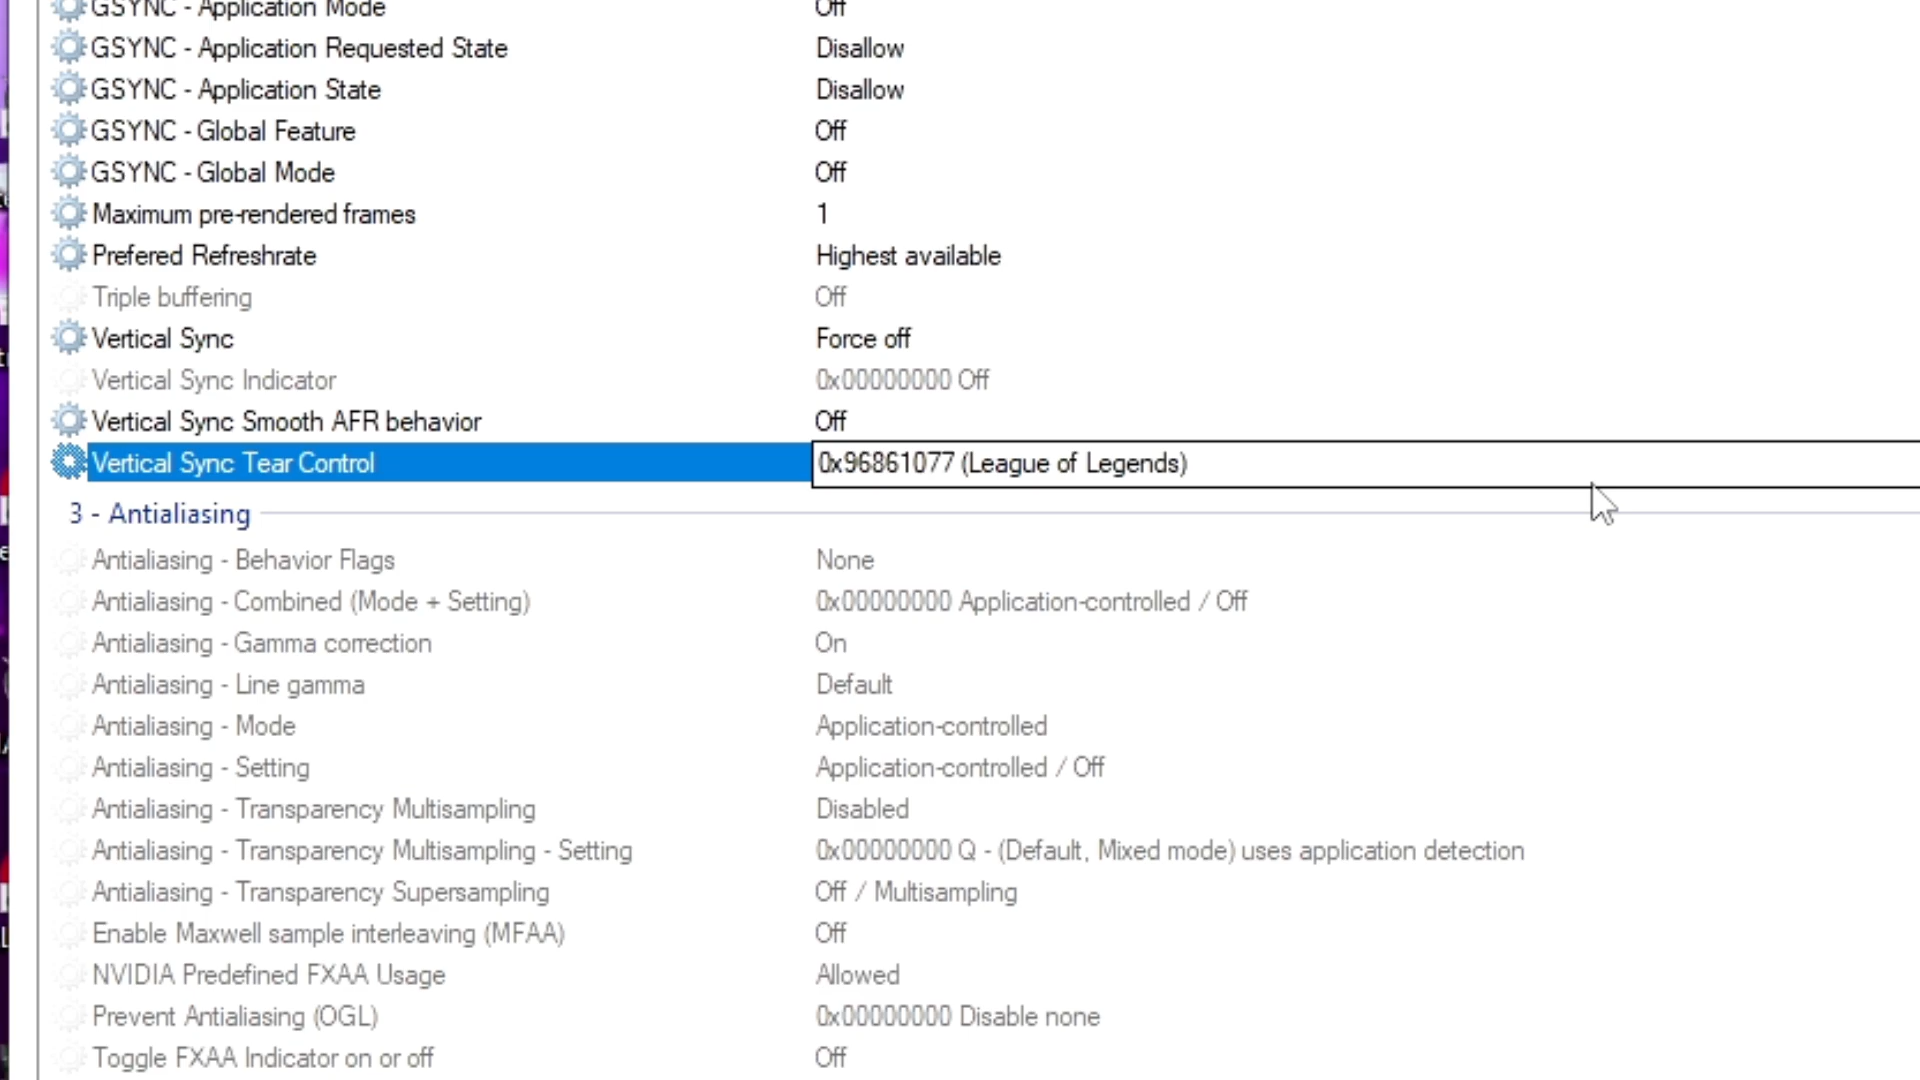 GSYNC - Application Mode Off
GSYNC - Application Requested State Disallow
GSYNC - Application State Disallow
GSYNC - Global Feature Off
GSYNC - Global Mode Off
Maximum pre-rendered frames 1
Prefered Refreshrate Highest available
Triple buffering Off
Vertical Sync Force off
Vertical Sync Indicator 0x00000000 Off
Vertical Sync Smooth AFR behavior Off
Vertical Sync Tear Control 0x96861077 (League of Legends)
3 - Antialiasing
Antialiasing - Behavior Flags None
Antialiasing - Combined (Mode + Setting) 0x00000000 Application-controlled / Off
Antialiasing - Gamma correction On
Antialiasing - Line gamma Default
Antialiasing - Mode Application-controlled
Antialiasing - Setting Application-controlled / Off
Antialiasing - Transparency Multisampling Disabled
Antialiasing - Transparency Multisampling - Setting 0x00000000 Q - (Default, Mixed mode) uses application detection
Antialiasing - Transparency Supersampling Off / Multisampling
Enable Maxwell sample interleaving (MFAA) Off
NVIDIA Predefined FXAA Usage Allowed
Prevent Antialiasing (OGL) 0x00000000 Disable none
Toggle FXAA Indicator on or off Off